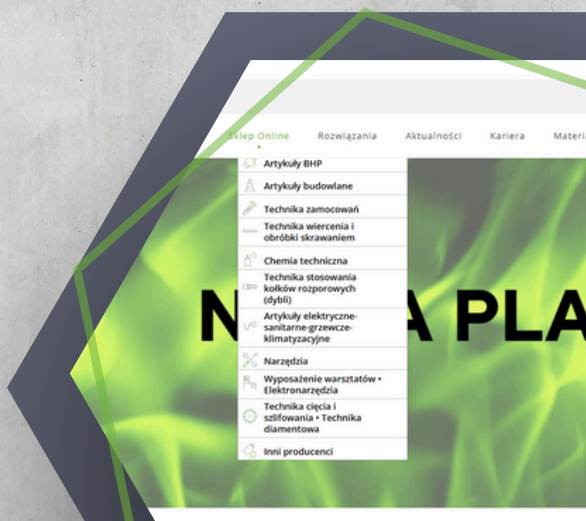 Sklep Online Rozwiązania Aktualności Kariera
Artykuły BHP
Artykuły budowlane
Technika zamocowań
Technika wiercenia i
obróbki skrawaniem
Chemia techniczna
Technika stosowania
kołków rozporowych
(dybli)
Artykuły elektryczne-
sanitarne-grzewcze-
klimatyzacyjne
Narzędzia
Wyposażenie warsztatów •
Elektronarzędzia
Technika cięcia i
szlifowania • Technika
diamentowa
Inni producenci